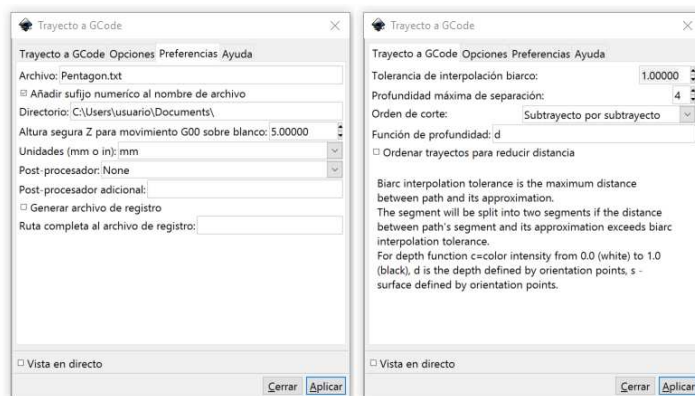 Trayecto a GCode
Trayecto a GCode Opciones Preferencias Ayuda
Archivo: Pentagon.txt
Añadir sufijo numeríco al nombre de archivo
Directorio: C:\Users\usuario\Documents\
Altura segura Z para movimiento G00 sobre blanco: 5.00000
Unidades (mm o in): mm
Post-procesador: None
Post-procesador adicional:
Generar archivo de registro
Ruta completa al archivo de registro:
Vista en directo
Cerrar Aplicar
Trayecto a GCode
Trayecto a GCode Opciones Preferencias Ayuda
Tolerancia de interpolación biarco: 1.00000
Profundidad máxima de separación: 4
Orden de corte: Subtrayecto por subtrayecto
Función de profundidad: d
Ordenar trayectos para reducir distancia
Biarc interpolation tolerance is the maximum distance
between path and its approximation.
The segment will be split into two segments if the distance
between path's segment and its approximation exceeds biarc
interpolation tolerance.
For depth function c=color intensity from 0.0 (white) to 1.0
(black), d is the depth defined by orientation points, s -
surface defined by orientation points.
Vista en directo
Cerrar Aplicar